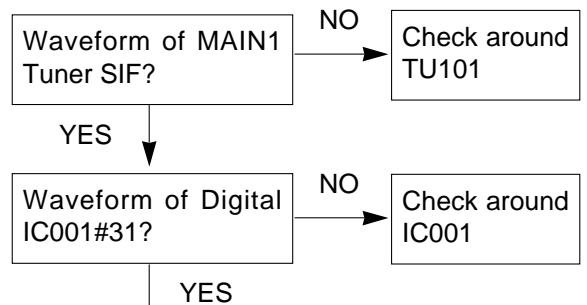 Waveform of MAIN1
Tuner SIF?
NO
Check around
TU101
YES
Waveform of Digital
IC001#31?
NO
Check around
IC001
YES